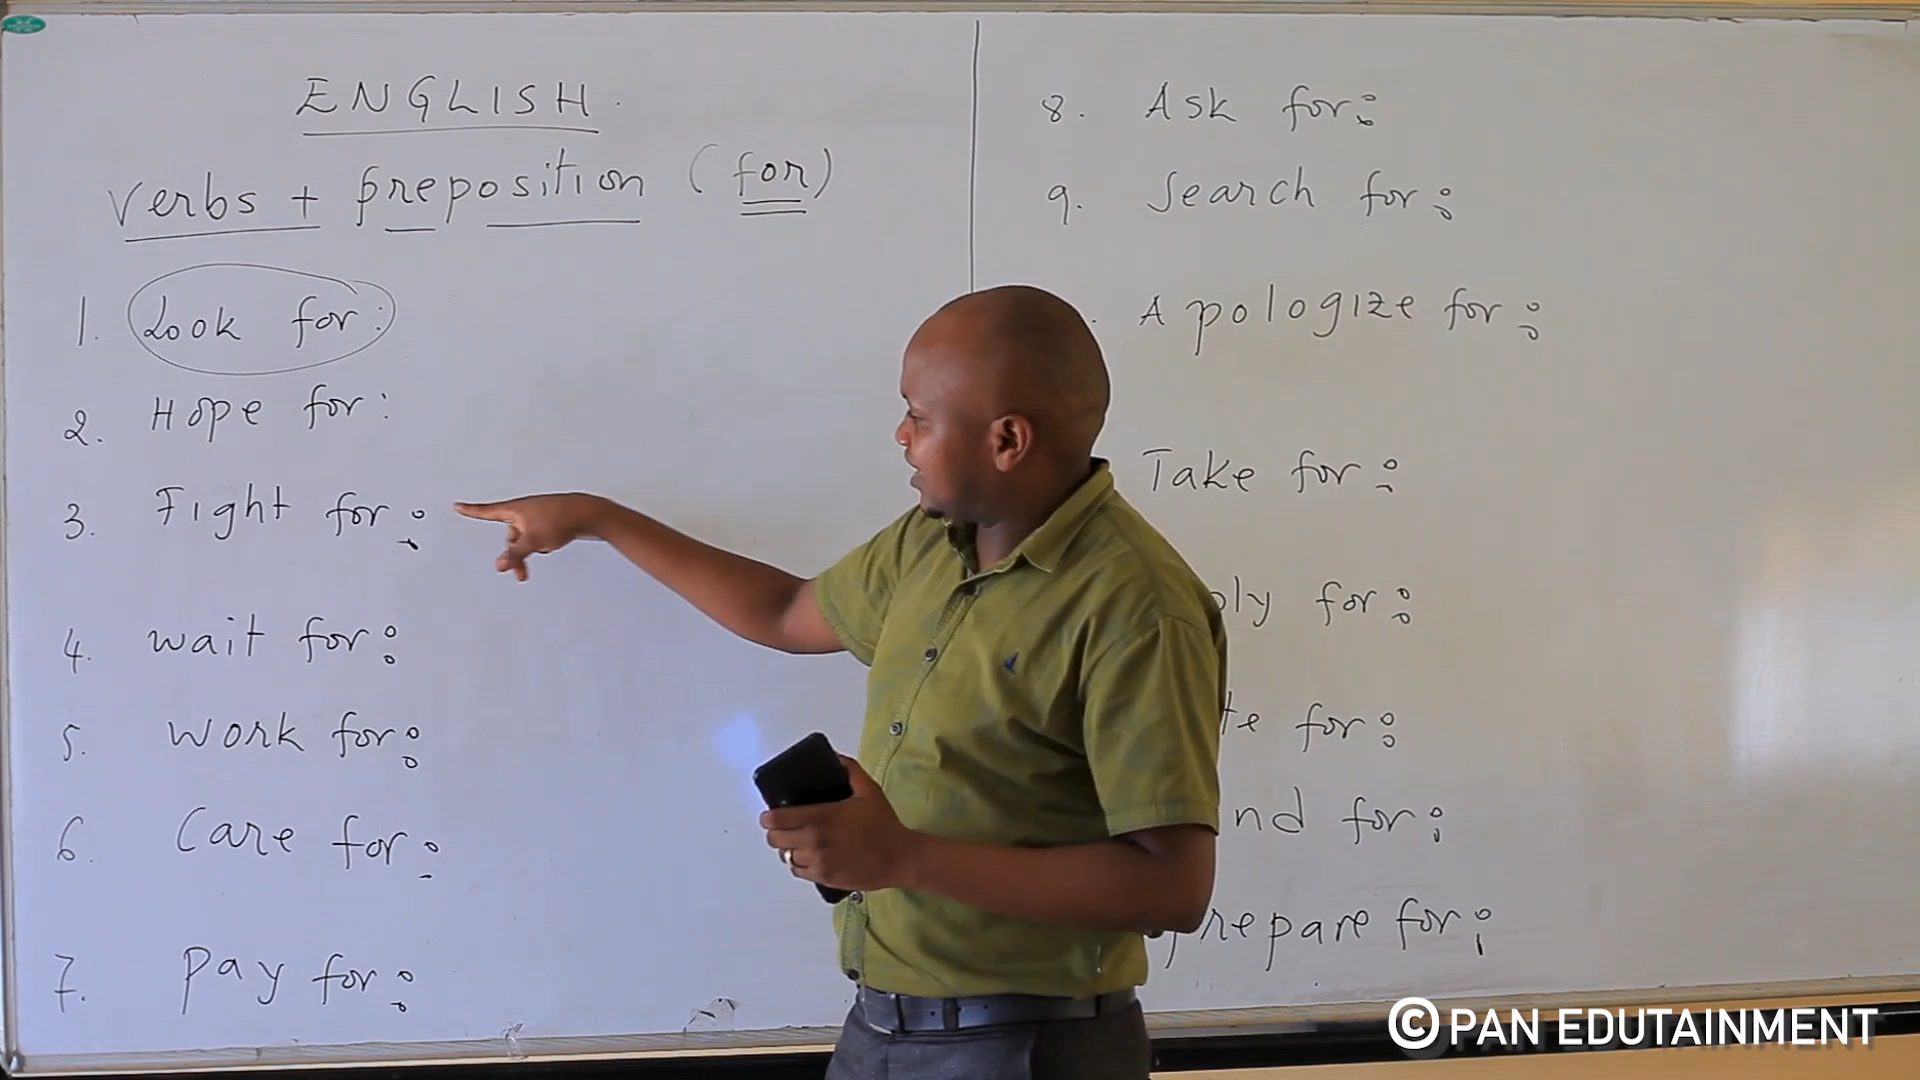 ENGLISH.
Verbs + preposition (for)
1. Look for:
2. Hope for:
3. Fight for:
4. wait for:
5. Work for:
6. Care for:
7. Pay for:
8. Ask for:
9. Search for:
Apologize for:
Take for:
for:
for:
for:
Prepare for:
© PAN EDUTAINMENT